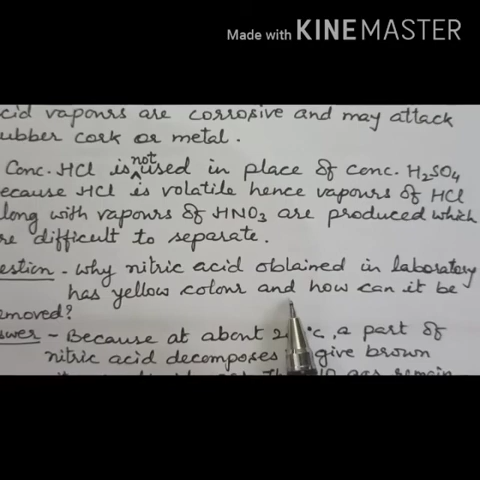 Made with KINEMASTER
cid vapours are corrosive and may attack
ubber cork or metal.
Conc. HCl is not used in place of conc. H₂SO₄
ecause HCl is volatile hence vapours of HCl
long with vapours of HNO₃ are produced which
re difficult to separate.
estion - Why nitric acid obtained in laboratory
has yellow colour and how can it be
emoved?
swer - Because at about °C, a part of
nitric acid decomposes give brown
gas remain